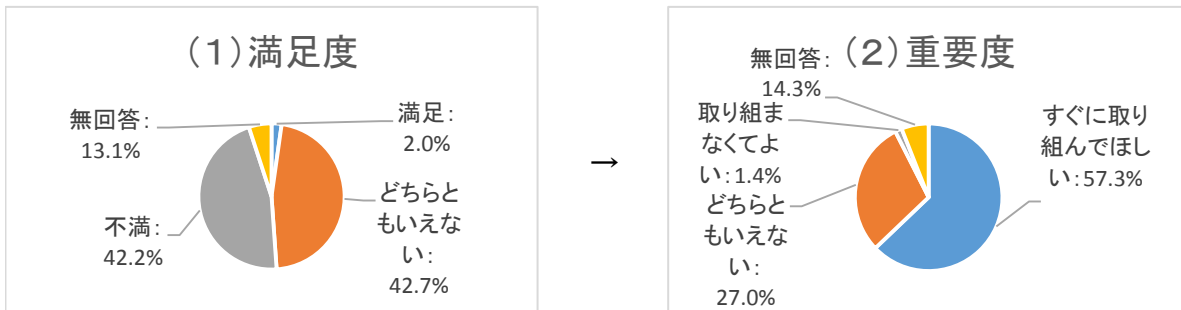 (1)満足度
満足:
2.0%
どちらと
もいえな
い:
42.7%
不満:
42.2%
無回答:
13.1%
→
(2)重要度
すぐに取り
組んでほし
い:57.3%
どちらと
もいえな
い:
27.0%
取り組ま
なくてよ
い:1.4%
無回答:
14.3%